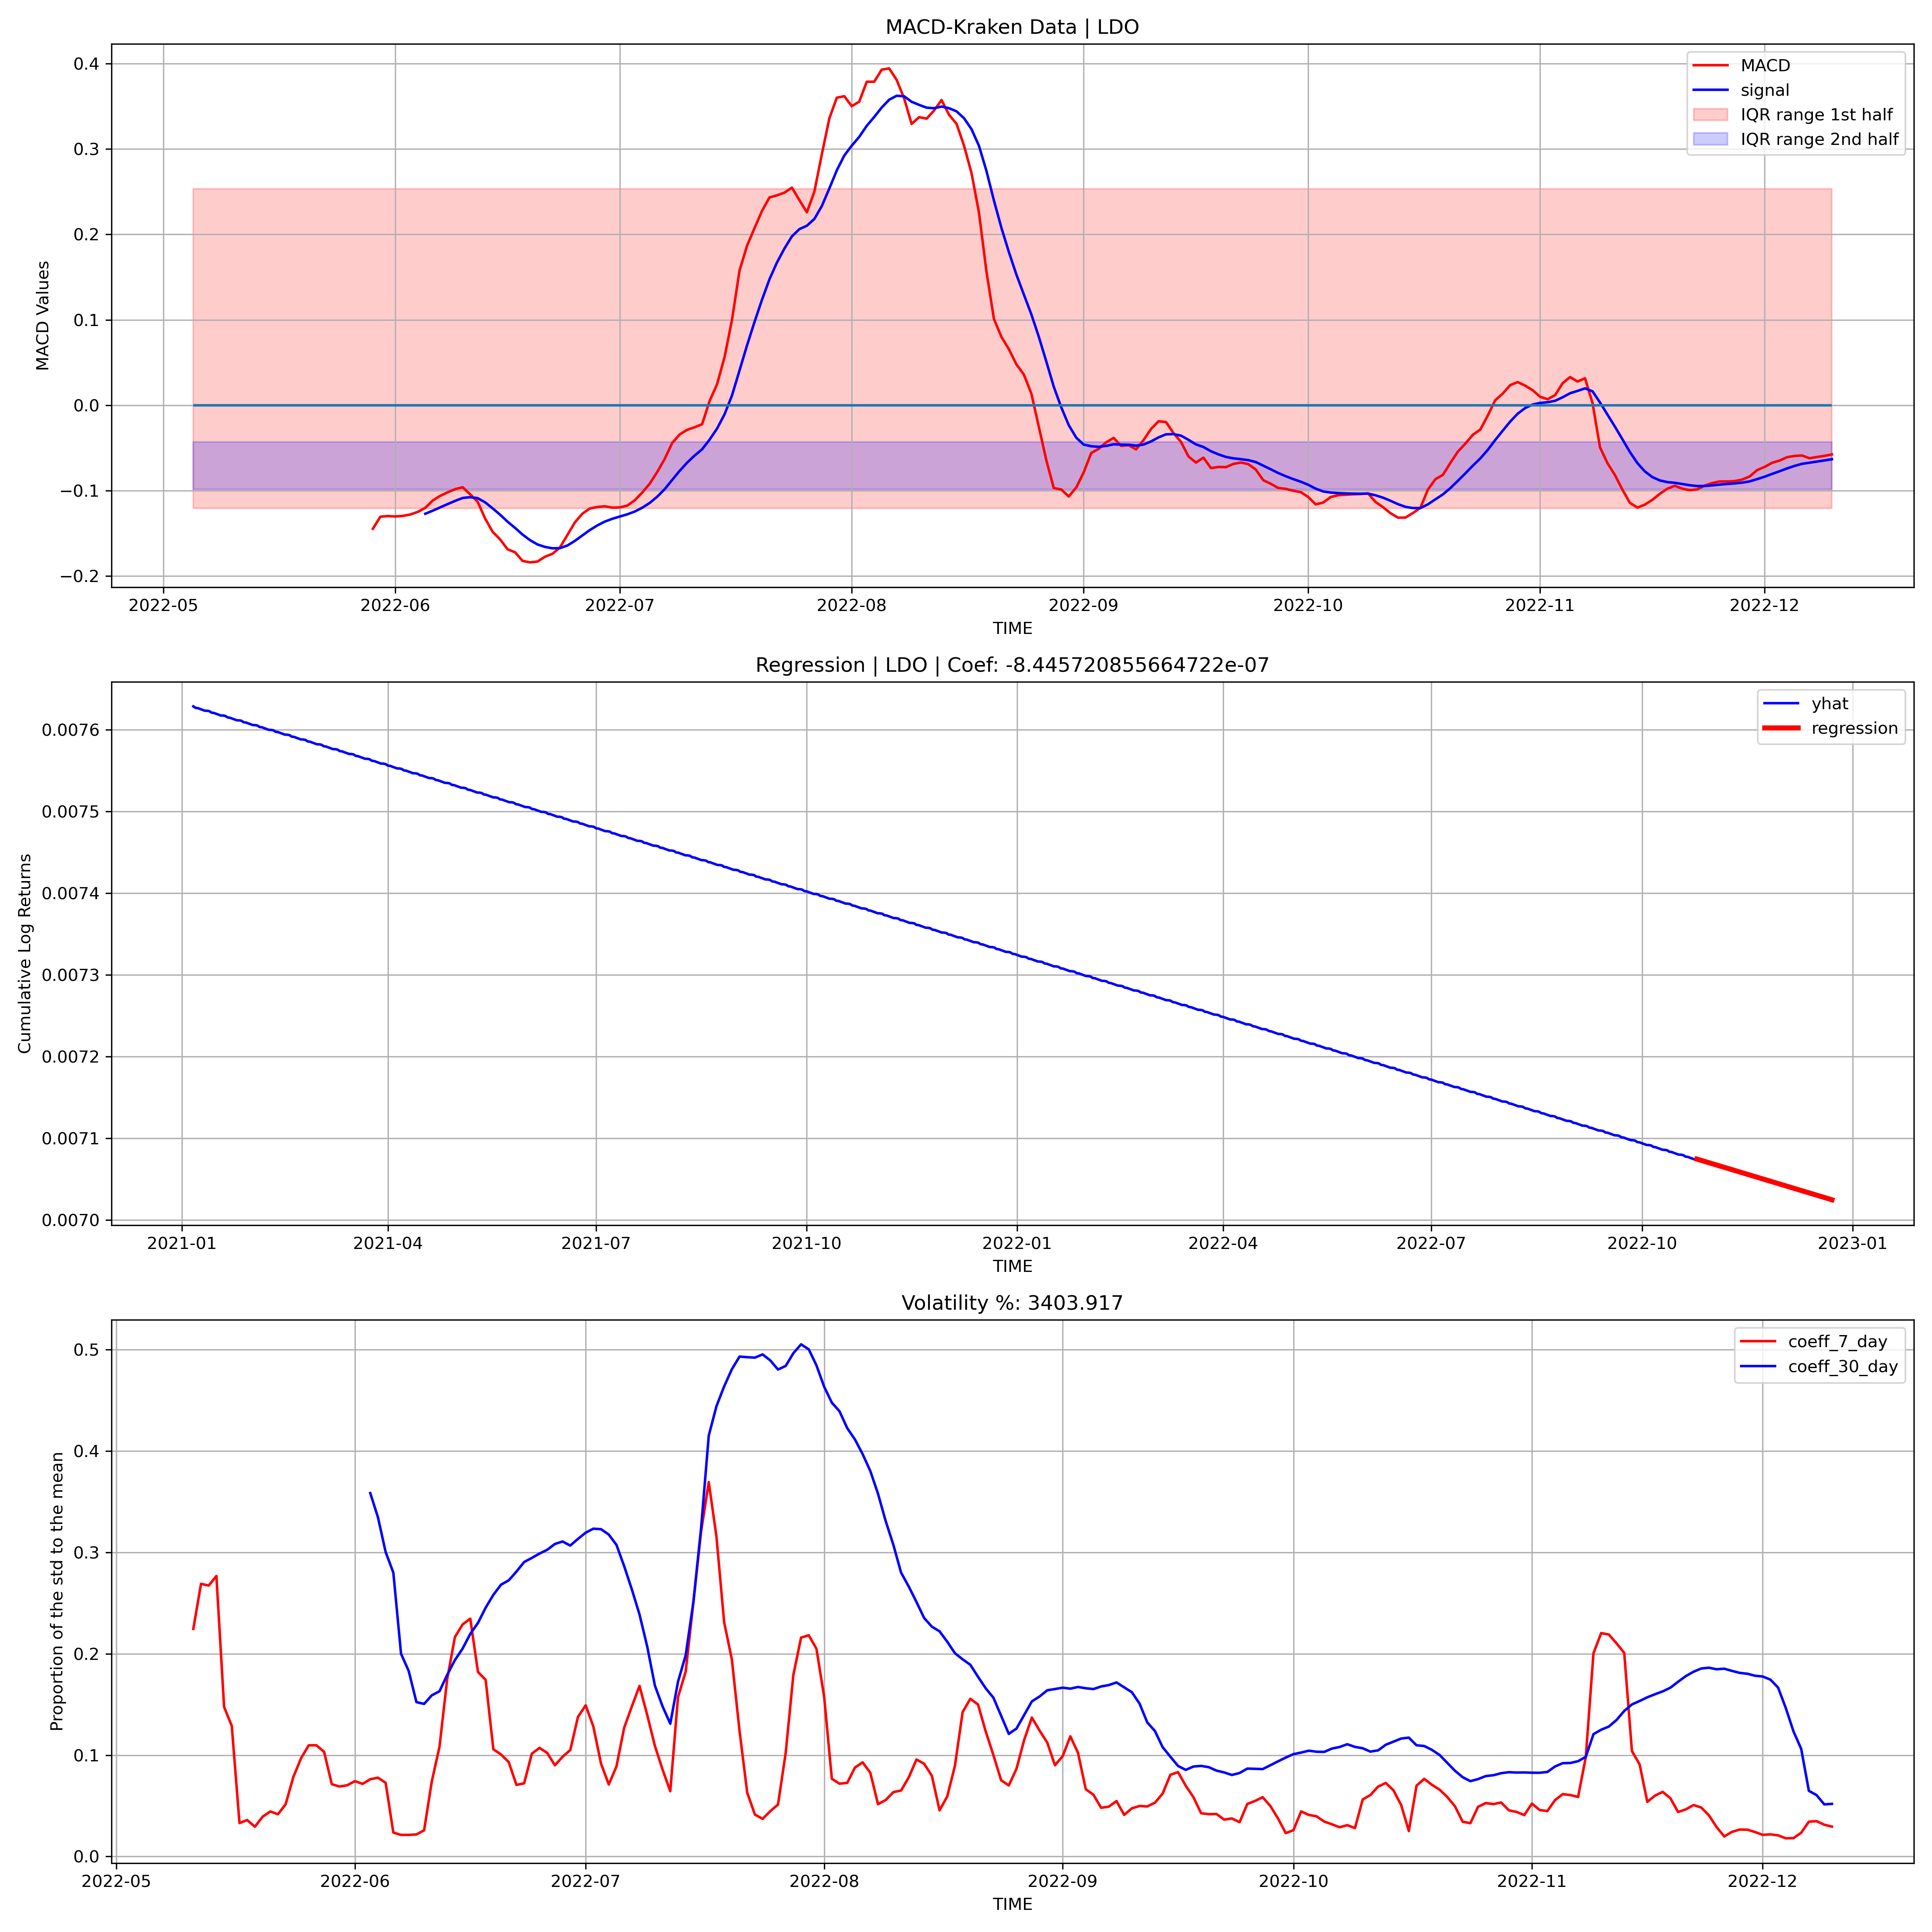 MACD-Kraken Data | LDO
MACD
signal
IQR range 1st half
IQR range 2nd half
MACD Values
0.4
0.3
0.2
0.1
0.0
−0.1
−0.2
2022-05 2022-06 2022-07 2022-08 2022-09 2022-10 2022-11 2022-12
TIME
Regression | LDO | Coef: -8.445720855664722e-07
yhat
regression
Cumulative Log Returns
0.0076
0.0075
0.0074
0.0073
0.0072
0.0071
0.0070
2021-01 2021-04 2021-07 2021-10 2022-01 2022-04 2022-07 2022-10 2023-01
TIME
Volatility %: 3403.917
coeff_7_day
coeff_30_day
Proportion of the std to the mean
0.5
0.4
0.3
0.2
0.1
0.0
2022-05 2022-06 2022-07 2022-08 2022-09 2022-10 2022-11 2022-12
TIME